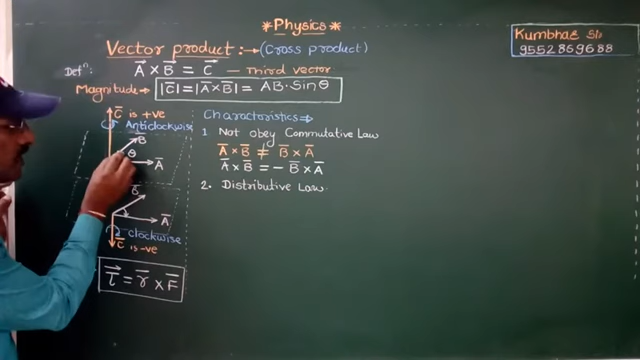 * Physics *
Kumbhar Sir
9552869688
Vector product :→ (Cross product)
Defⁿ: A⃗ × B⃗ = C⃗ — Third vector
Magnitude → |C̅| = |A̅ × B̅| = AB·Sinθ
C̅ is +ve
Anticlockwise
B̅
θ
A̅
A̅
clockwise
C̅ is -ve
τ⃗ = r̅ × F̅
Characteristics ⇒
1 Not obey Commutative Law
A̅ × B̅ ≠ B̅ × A̅
A̅ × B̅ = - B̅ × A̅
2. Distributive Law.